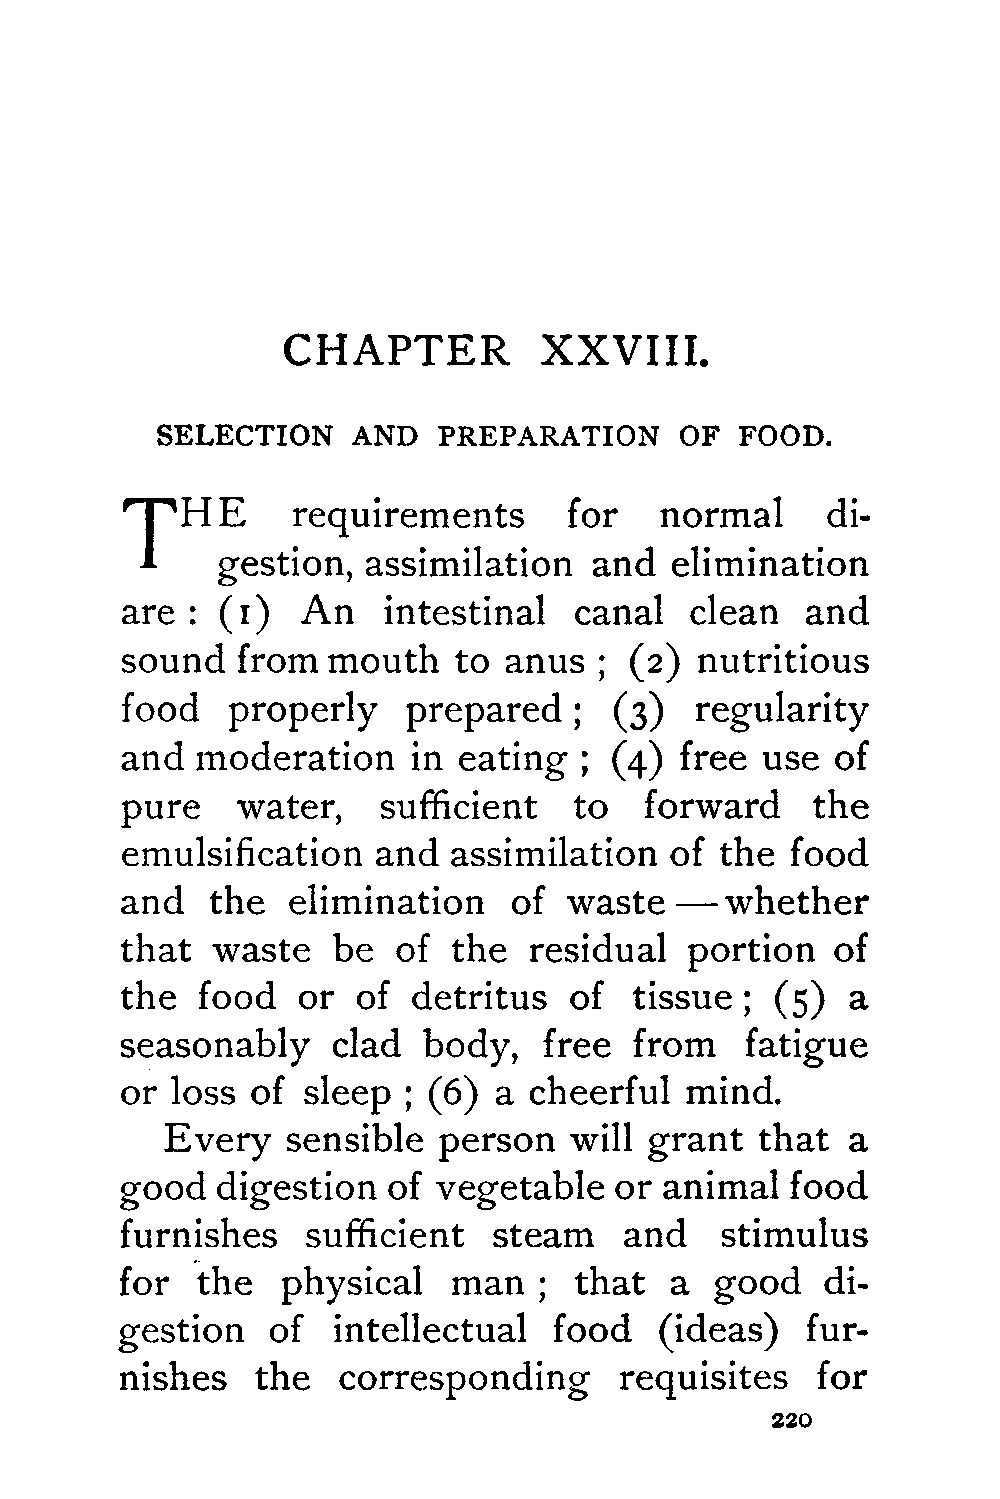 CHAPTER XXVIII.
SELECTION AND PREPARATION OF FOOD.
THE requirements for normal di-
gestion, assimilation and elimination
are : (1) An intestinal canal clean and
sound from mouth to anus ; (2) nutritious
food properly prepared ; (3) regularity
and moderation in eating ; (4) free use of
pure water, sufficient to forward the
emulsification and assimilation of the food
and the elimination of waste — whether
that waste be of the residual portion of
the food or of detritus of tissue ; (5) a
seasonably clad body, free from fatigue
or loss of sleep ; (6) a cheerful mind.
Every sensible person will grant that a
good digestion of vegetable or animal food
furnishes sufficient steam and stimulus
for the physical man ; that a good di-
gestion of intellectual food (ideas) fur-
nishes the corresponding requisites for
220